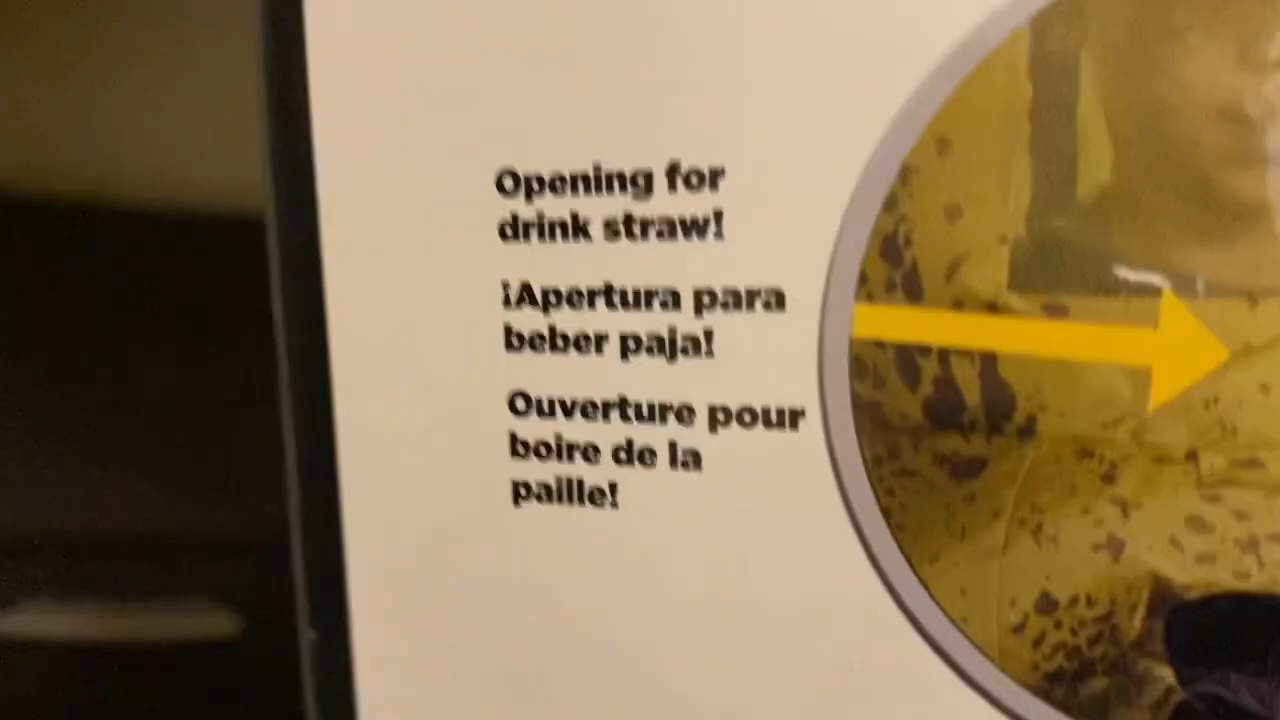 Opening for
drink straw!
¡Apertura para
beber paja!
Ouverture pour
boire de la
paille!